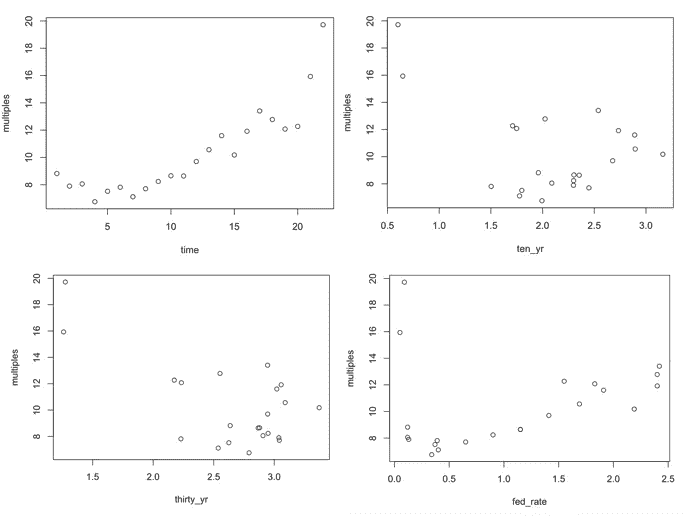 multiples
8 10 12 14 16 18 20
5 10 15 20
time
multiples
8 10 12 14 16 18 20
0.5 1.0 1.5 2.0 2.5 3.0
ten_yr
multiples
8 10 12 14 16 18 20
1.5 2.0 2.5 3.0
thirty_yr
multiples
8 10 12 14 16 18 20
0.0 0.5 1.0 1.5 2.0 2.5
fed_rate